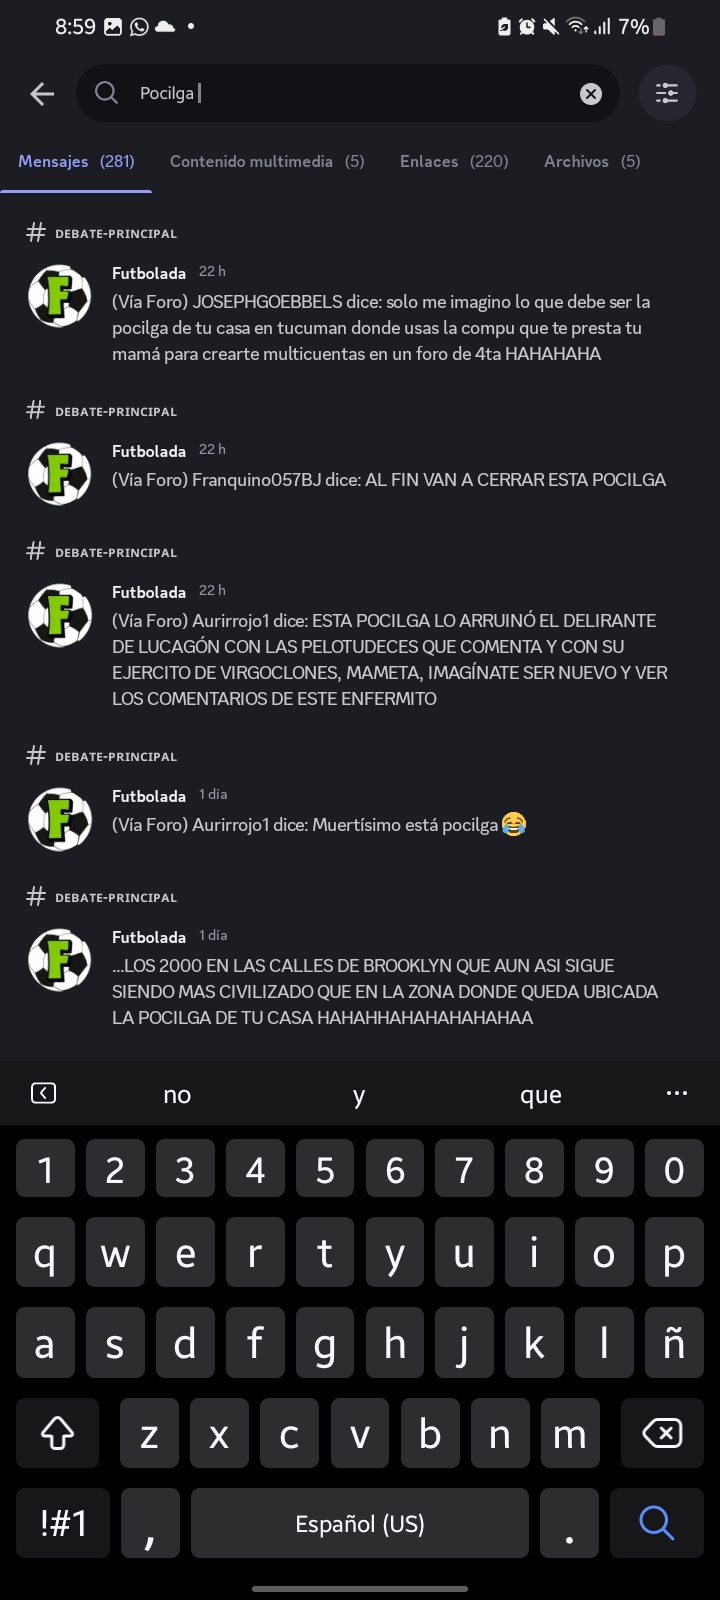 8:59 7%
Pocilga
Mensajes (281) Contenido multimedia (5) Enlaces (220) Archivos (5)
# DEBATE-PRINCIPAL
Futbolada 22 h
(Vía Foro) JOSEPHGOEBBELS dice: solo me imagino lo que debe ser la
pocilga de tu casa en tucuman donde usas la compu que te presta tu
mamá para crearte multicuentas en un foro de 4ta HAHAHAHA
# DEBATE-PRINCIPAL
Futbolada 22 h
(Vía Foro) Franquino057BJ dice: AL FIN VAN A CERRAR ESTA POCILGA
# DEBATE-PRINCIPAL
Futbolada 22 h
(Vía Foro) Aurirrojo1 dice: ESTA POCILGA LO ARRUINÓ EL DELIRANTE
DE LUCAGÓN CON LAS PELOTUDECES QUE COMENTA Y CON SU
EJERCITO DE VIRGOCLONES, MAMETA, IMAGÍNATE SER NUEVO Y VER
LOS COMENTARIOS DE ESTE ENFERMITO
# DEBATE-PRINCIPAL
Futbolada 1 día
(Vía Foro) Aurirrojo1 dice: Muertísimo está pocilga 😂
# DEBATE-PRINCIPAL
Futbolada 1 día
...LOS 2000 EN LAS CALLES DE BROOKLYN QUE AUN ASI SIGUE
SIENDO MAS CIVILIZADO QUE EN LA ZONA DONDE QUEDA UBICADA
LA POCILGA DE TU CASA HAHAHHAHAHAHAHAHAA
no y que ...
1 2 3 4 5 6 7 8 9 0
q w e r t y u i o p
a s d f g h j k l ñ
z x c v b n m
!#1 , Español (US) .